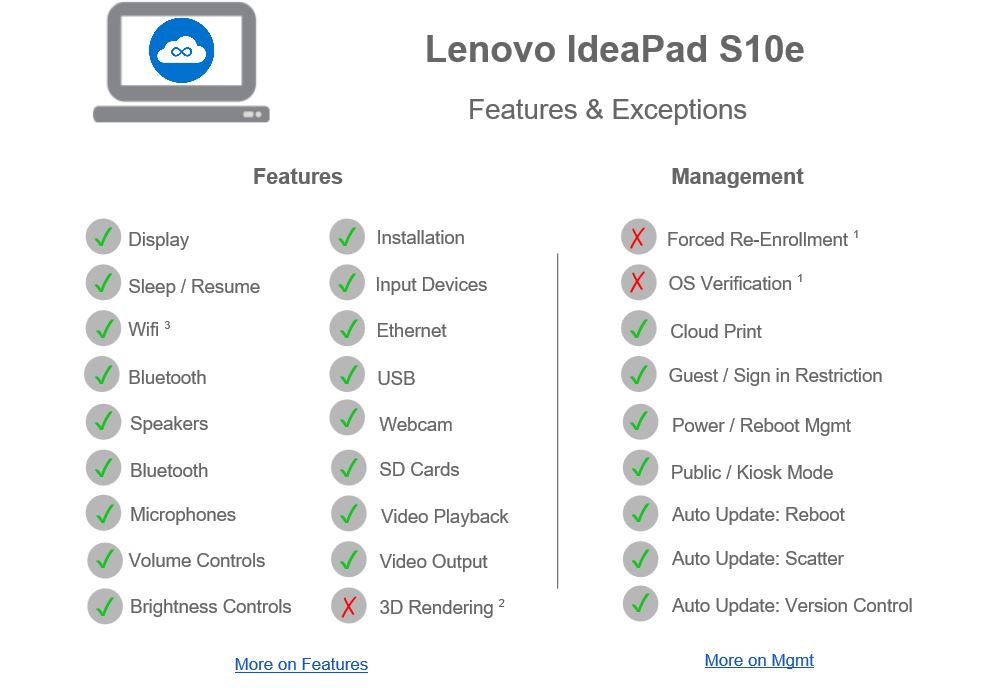 Lenovo IdeaPad S10e
Features & Exceptions
Features
Display
Sleep / Resume
Wifi ³
Bluetooth
Speakers
Bluetooth
Microphones
Volume Controls
Brightness Controls
Installation
Input Devices
Ethernet
USB
Webcam
SD Cards
Video Playback
Video Output
3D Rendering ²
More on Features
Management
Forced Re-Enrollment ¹
OS Verification ¹
Cloud Print
Guest / Sign in Restriction
Power / Reboot Mgmt
Public / Kiosk Mode
Auto Update: Reboot
Auto Update: Scatter
Auto Update: Version Control
More on Mgmt